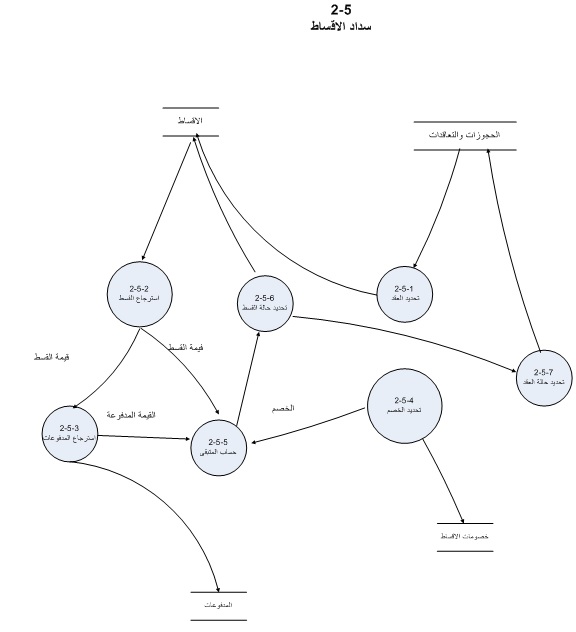 2-5
سداد الاقساط
الاقساط
الحجوزات والتعاقدات
2-5-2
استرجاع القسط
2-5-6
تحديد حالة القسط
2-5-1
تحديد العقد
قيمة القسط
قيمة القسط
2-5-7
تحديد حالة العقد
2-5-4
تحديد الخصم
الخصم
القيمة المدفوعة
2-5-3
استرجاع المدفوعات
2-5-5
حساب المتبقى
خصومات الاقساط
المدفوعات